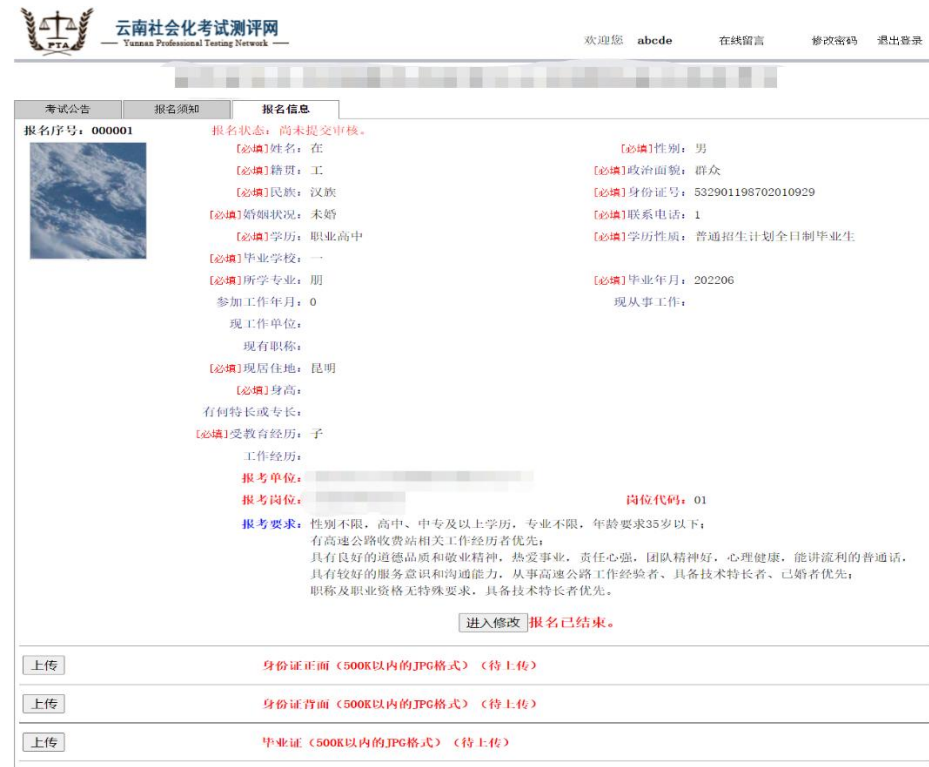 云南社会化考试测评网
PTA
Yunnan Professional Testing Network
欢迎您 abcde 在线留言 修改密码 退出登录
考试公告 报名须知 报名信息
报名序号：000001 报名状态：尚未提交审核。
[必填]姓名：在 [必填]性别：男
[必填]籍贯：工 [必填]政治面貌：群众
[必填]民族：汉族 [必填]身份证号：532901198702010929
[必填]婚姻状况：未婚 [必填]联系电话：1
[必填]学历：职业高中 [必填]学历性质：普通招生计划全日制毕业生
[必填]毕业学校：一
[必填]所学专业：朋 [必填]毕业年月：202206
参加工作年月：0 现从事工作：
现工作单位：
现有职称：
[必填]现居住地：昆明
[必填]身高：
有何特长或专长：
[必填]受教育经历：子
工作经历：
报考单位：
报考岗位： 岗位代码：01
报考要求：性别不限，高中、中专及以上学历，专业不限，年龄要求35岁以下；
有高速公路收费站相关工作经历者优先；
具有良好的道德品质和敬业精神，热爱事业，责任心强，团队精神好，心理健康，能讲流利的普通话，
具有较好的服务意识和沟通能力，从事高速公路工作经验者、具备技术特长者、已婚者优先；
职称及职业资格无特殊要求，具备技术特长者优先。
进入修改 报名已结束。
上传 身份证正面（500K以内的JPG格式）（待上传）
上传 身份证背面（500K以内的JPG格式）（待上传）
上传 毕业证（500K以内的JPG格式）（待上传）